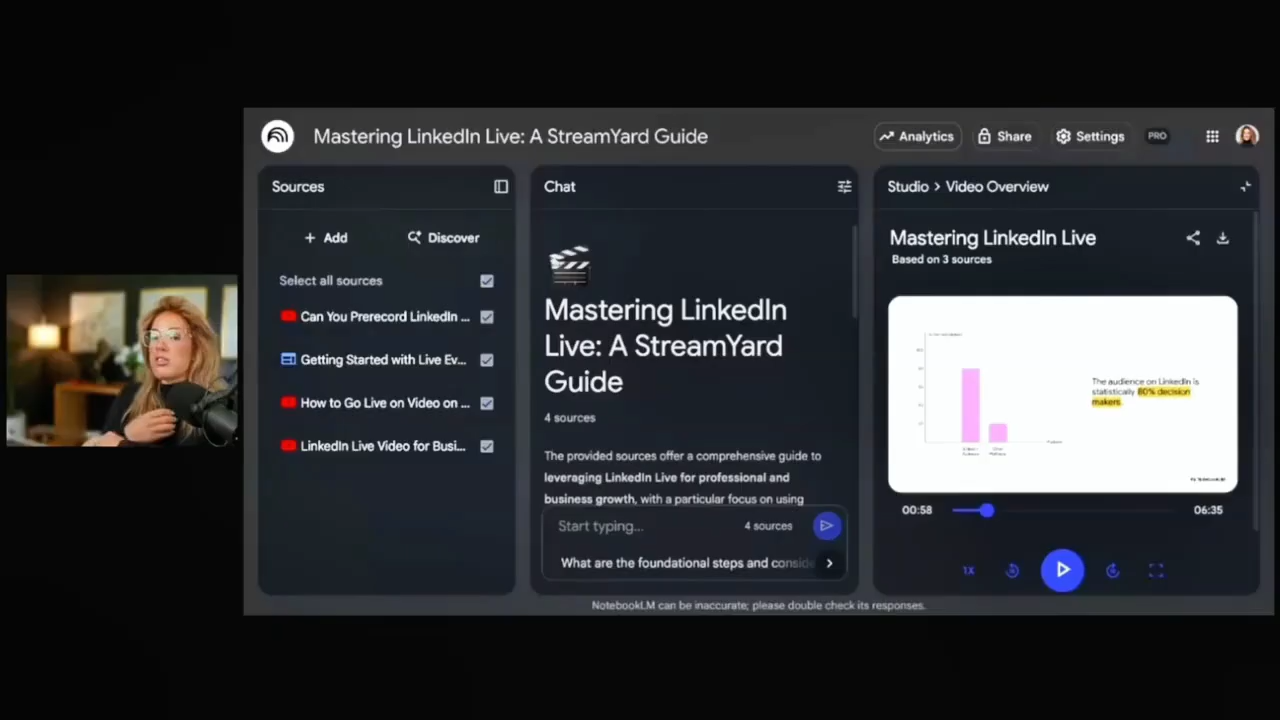 Mastering LinkedIn Live: A StreamYard Guide
Analytics
Share
Settings
PRO
Sources
Add
Discover
Select all sources
Can You Prerecord LinkedIn ...
Getting Started with Live Ev...
How to Go Live on Video on ...
LinkedIn Live Video for Busi...
Chat
Mastering LinkedIn
Live: A StreamYard
Guide
4 sources
The provided sources offer a comprehensive guide to
leveraging LinkedIn Live for professional and
business growth, with a particular focus on using
Start typing...
4 sources
What are the foundational steps and conside
Studio > Video Overview
Mastering LinkedIn Live
Based on 3 sources
The audience on LinkedIn is
statistically 80% decision
makers.
00:58
06:35
1X
NotebookLM can be inaccurate; please double check its responses.